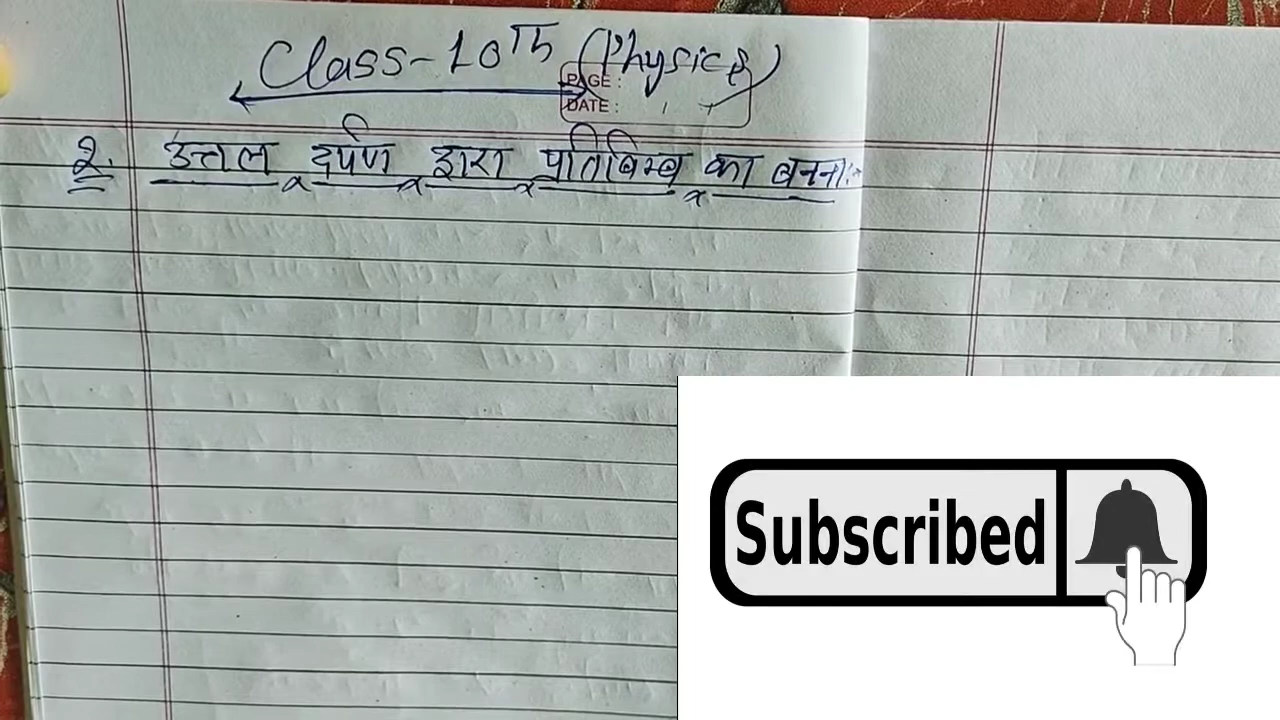 Class-10Th (Physics)
PAGE :
DATE :
2. उत्तल दर्पण द्वारा प्रतिबिम्ब का बनना:-
Subscribed